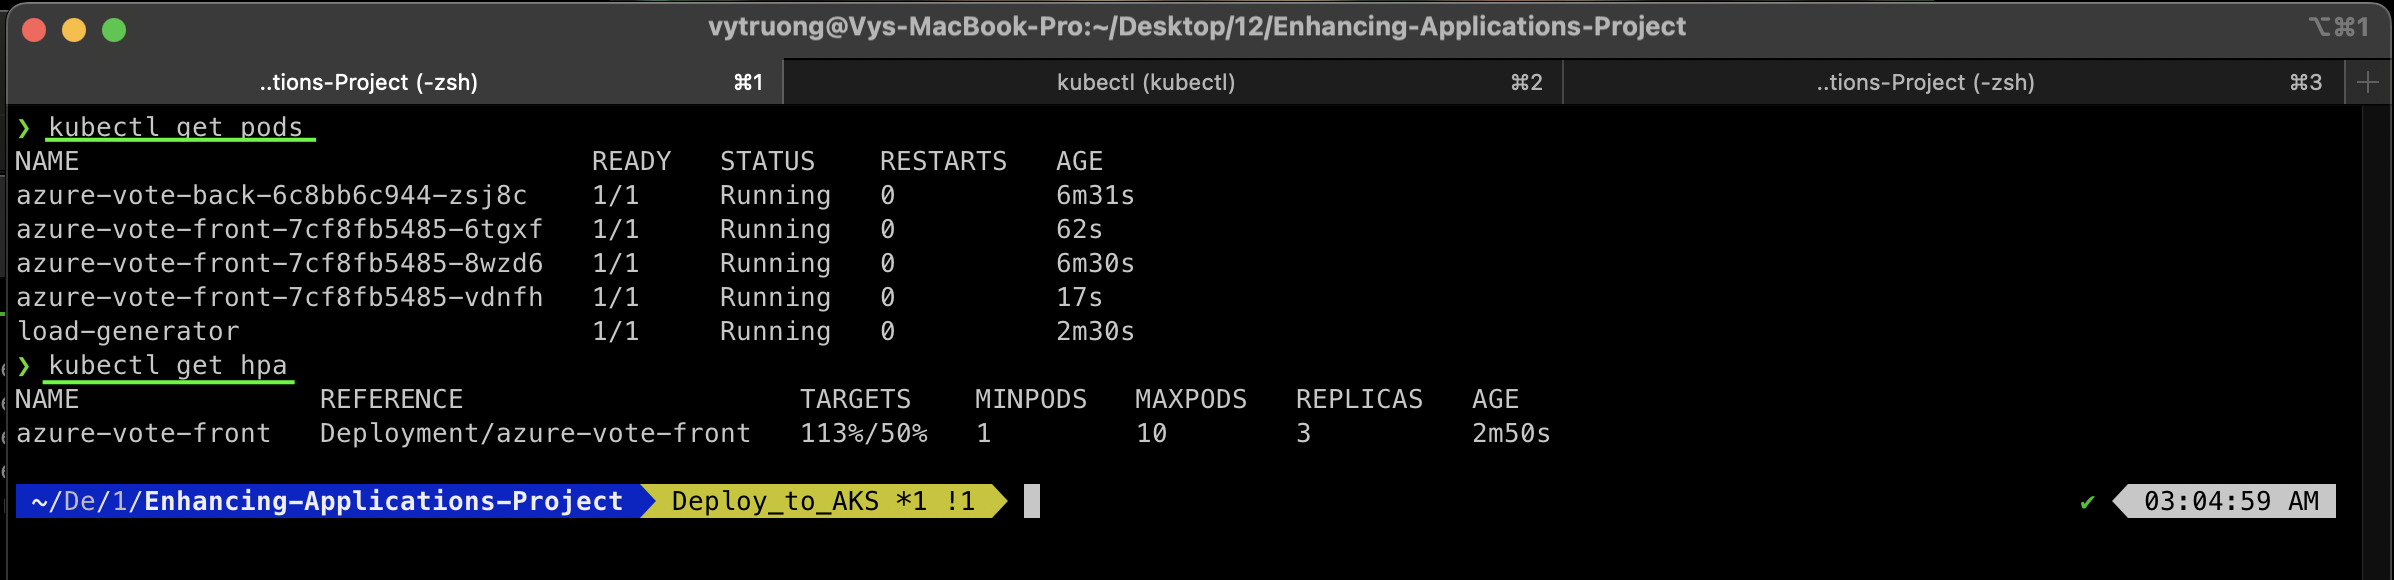 vytruong@Vys-MacBook-Pro:~/Desktop/12/Enhancing-Applications-Project ⌥⌘1
..tions-Project (-zsh) ⌘1 kubectl (kubectl) ⌘2 ..tions-Project (-zsh) ⌘3 +
❯ kubectl get pods
NAME READY STATUS RESTARTS AGE
azure-vote-back-6c8bb6c944-zsj8c 1/1 Running 0 6m31s
azure-vote-front-7cf8fb5485-6tgxf 1/1 Running 0 62s
azure-vote-front-7cf8fb5485-8wzd6 1/1 Running 0 6m30s
azure-vote-front-7cf8fb5485-vdnfh 1/1 Running 0 17s
load-generator 1/1 Running 0 2m30s
❯ kubectl get hpa
NAME REFERENCE TARGETS MINPODS MAXPODS REPLICAS AGE
azure-vote-front Deployment/azure-vote-front 113%/50% 1 10 3 2m50s
~/De/1/Enhancing-Applications-Project Deploy_to_AKS *1 !1 ✔ 03:04:59 AM